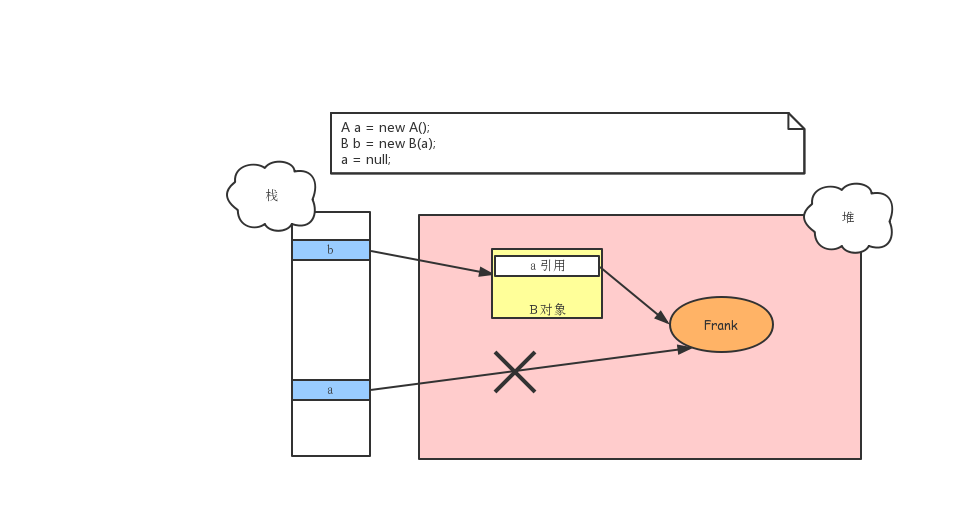 A a = new A();
B b = new B(a);
a = null;
栈
堆
b
a 引用
B 对象
Frank
a